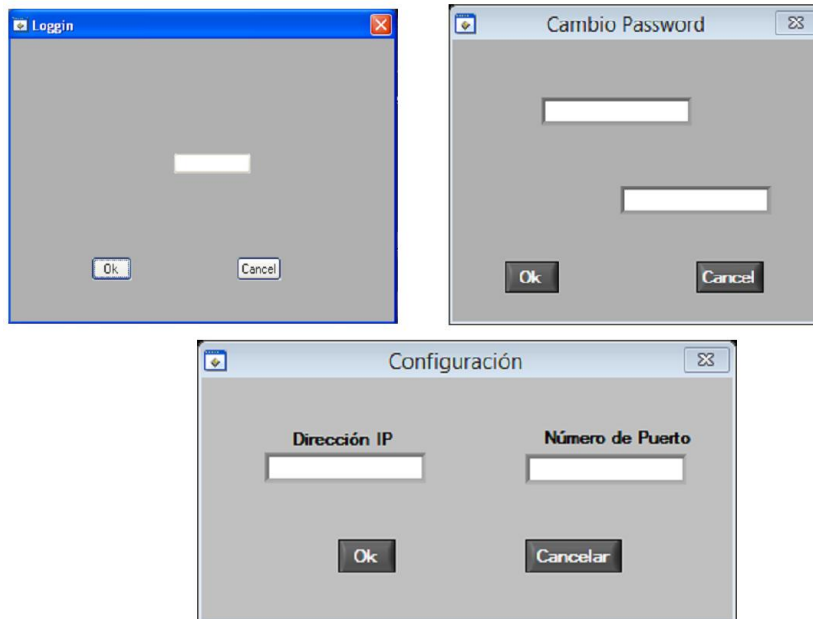 Loggin
Ok Cancel
Cambio Password
Ok Cancel
Configuración
Dirección IP Número de Puerto
Ok Cancelar